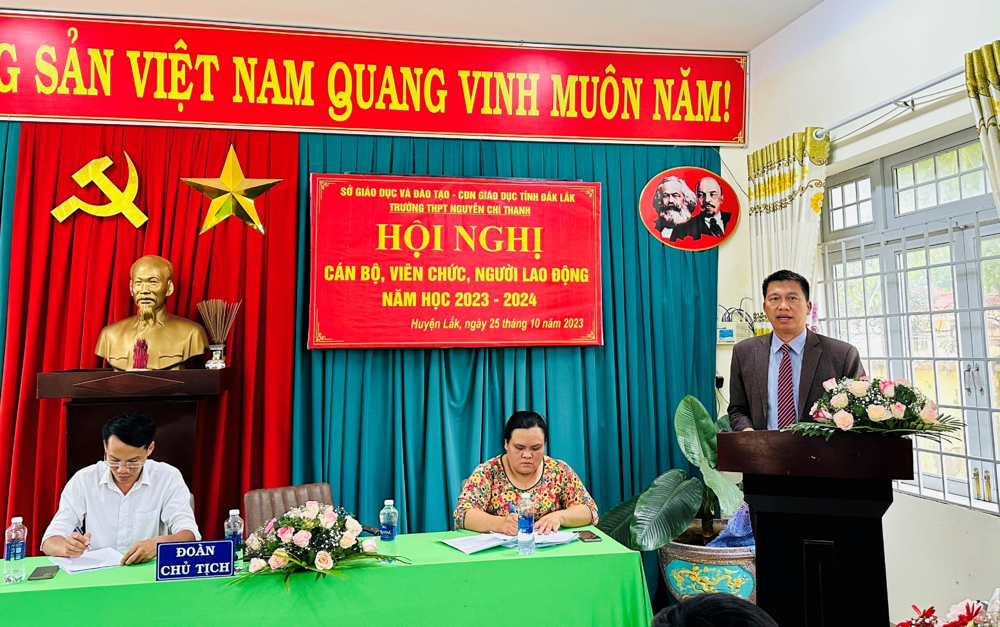 G SẢN VIỆT NAM QUANG VINH MUÔN NĂM!
SỞ GIÁO DỤC VÀ ĐÀO TẠO - CĐN GIÁO DỤC TỈNH ĐẮK LẮK
TRƯỜNG THPT NGUYỄN CHÍ THANH
HỘI NGHỊ
CÁN BỘ, VIÊN CHỨC, NGƯỜI LAO ĐỘNG
NĂM HỌC 2023 - 2024
Huyện Lắk, ngày 25 tháng 10 năm 2023
ĐOÀN
CHỦ TỊCH